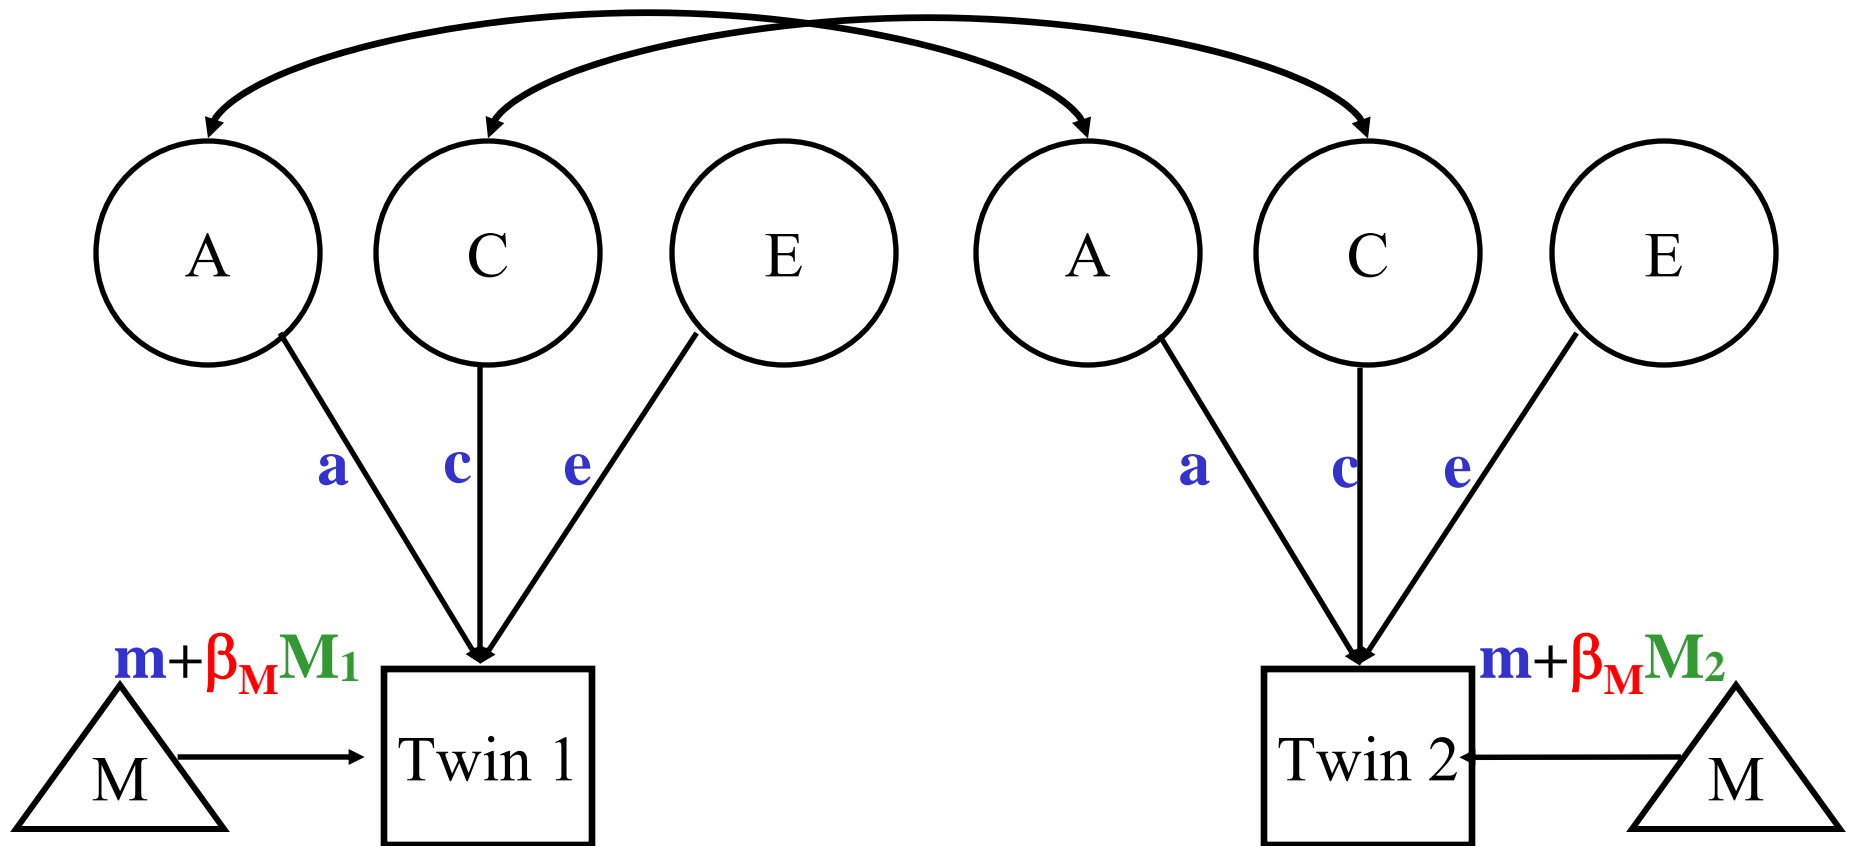 A C E A C E
a c e a c e
m+βMM1 m+βMM2
M Twin 1 Twin 2 M